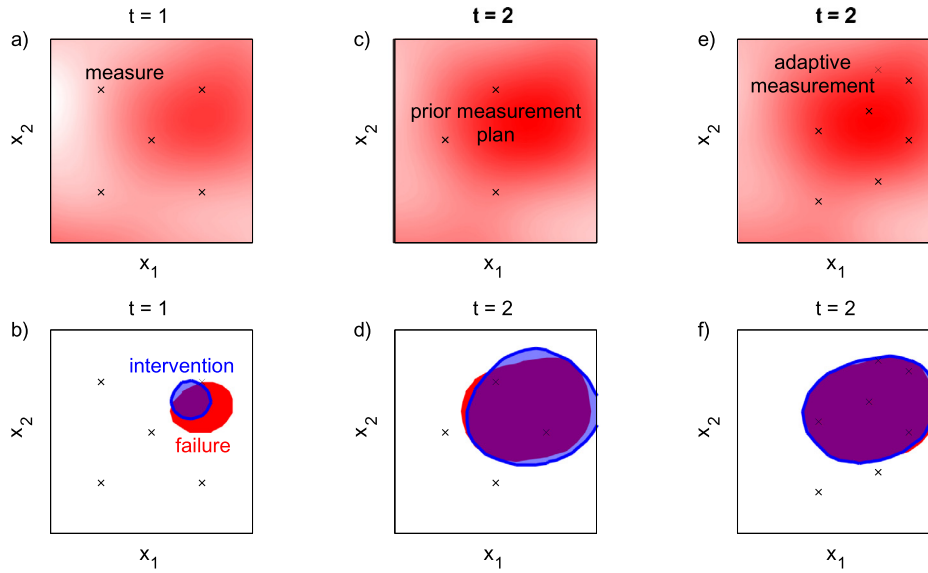 t = 1
t = 2
t = 2
a)
c)
e)
measure
prior measurement
plan
adaptive
measurement
x2
x2
x2
x1
x1
x1
t = 1
t = 2
t = 2
b)
d)
f)
intervention
failure
x2
x2
x2
x1
x1
x1